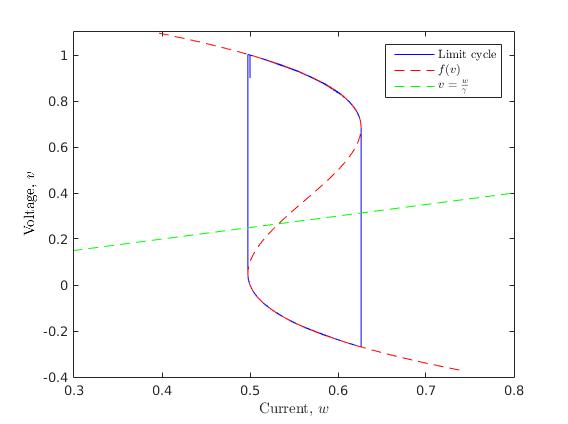 1
0.8
0.6
0.4
0.2
0
-0.2
-0.4
Voltage, v
Limit cycle
f(v)
v = w/γ
0.3 0.4 0.5 0.6 0.7 0.8
Current, w